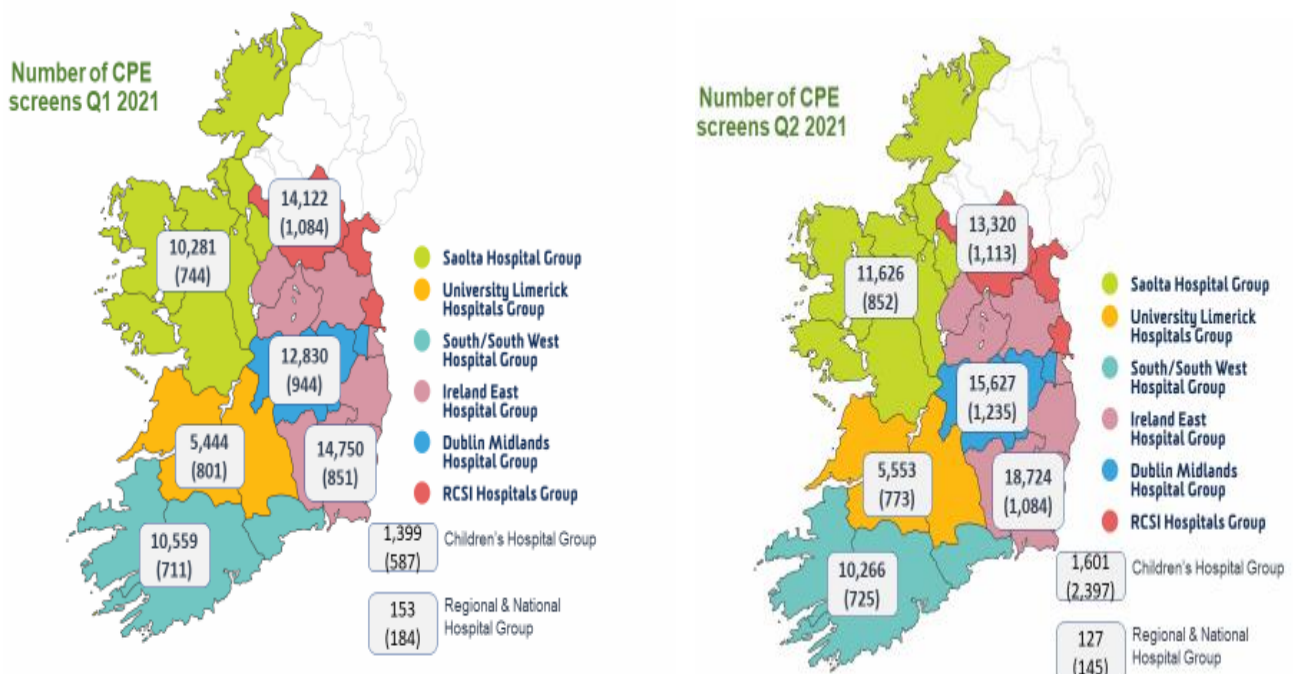 Number of CPE
screens Q1 2021
14,122
(1,084)
10,281
(744)
12,830
(944)
5,444
(801)
14,750
(851)
10,559
(711)
Saolta Hospital Group
University Limerick
Hospitals Group
South/South West
Hospital Group
Ireland East
Hospital Group
Dublin Midlands
Hospital Group
RCSI Hospitals Group
1,399
(587)
Children's Hospital Group
153
(184)
Regional & National
Hospital Group
Number of CPE
screens Q2 2021
13,320
(1,113)
11,626
(852)
15,627
(1,235)
5,553
(773)
18,724
(1,084)
10,266
(725)
Saolta Hospital Group
University Limerick
Hospitals Group
South/South West
Hospital Group
Ireland East
Hospital Group
Dublin Midlands
Hospital Group
RCSI Hospitals Group
1,601
(2,397)
Children's Hospital Group
127
(145)
Regional & National
Hospital Group